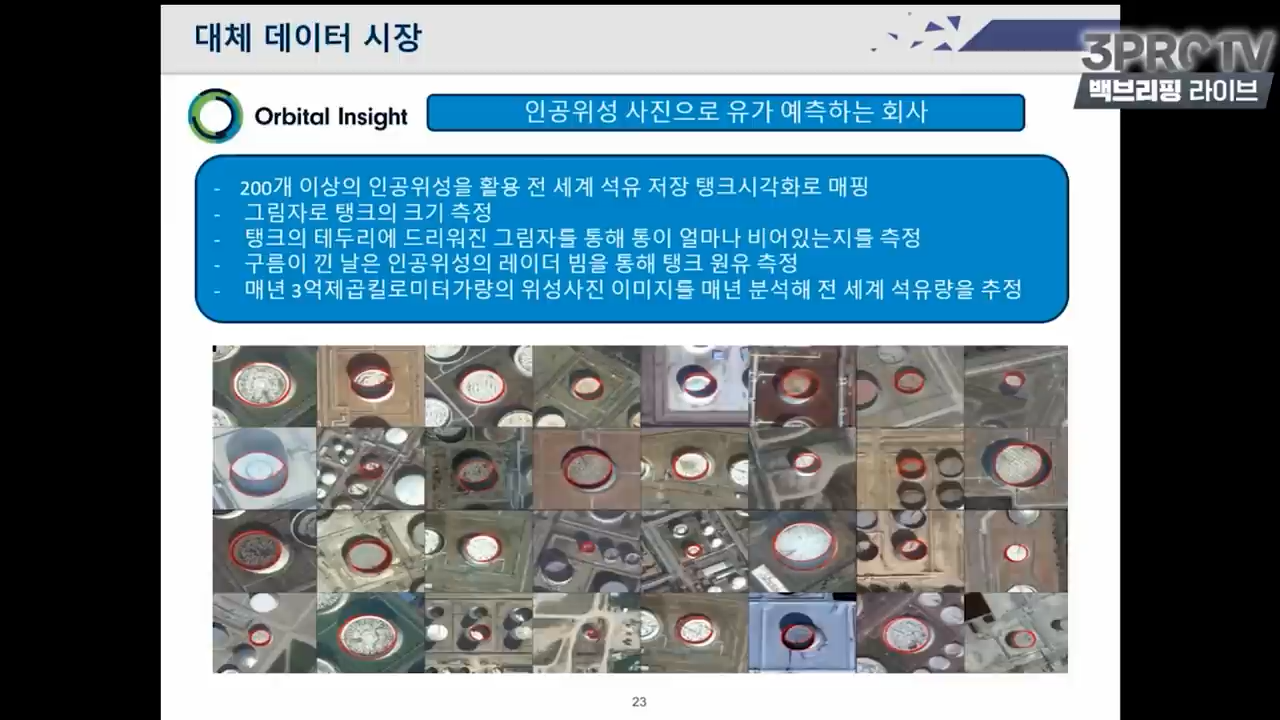 대체 데이터 시장
3PROTV
백브리핑 라이브
Orbital Insight
인공위성 사진으로 유가 예측하는 회사
- 200개 이상의 인공위성을 활용 전 세계 석유 저장 탱크시각화로 매핑
- 그림자로 탱크의 크기 측정
- 탱크의 테두리에 드리워진 그림자를 통해 통이 얼마나 비어있는지를 측정
- 구름이 낀 날은 인공위성의 레이더 빔을 통해 탱크 원유 측정
- 매년 3억제곱킬로미터가량의 위성사진 이미지를 매년 분석해 전 세계 석유량을 추정
23